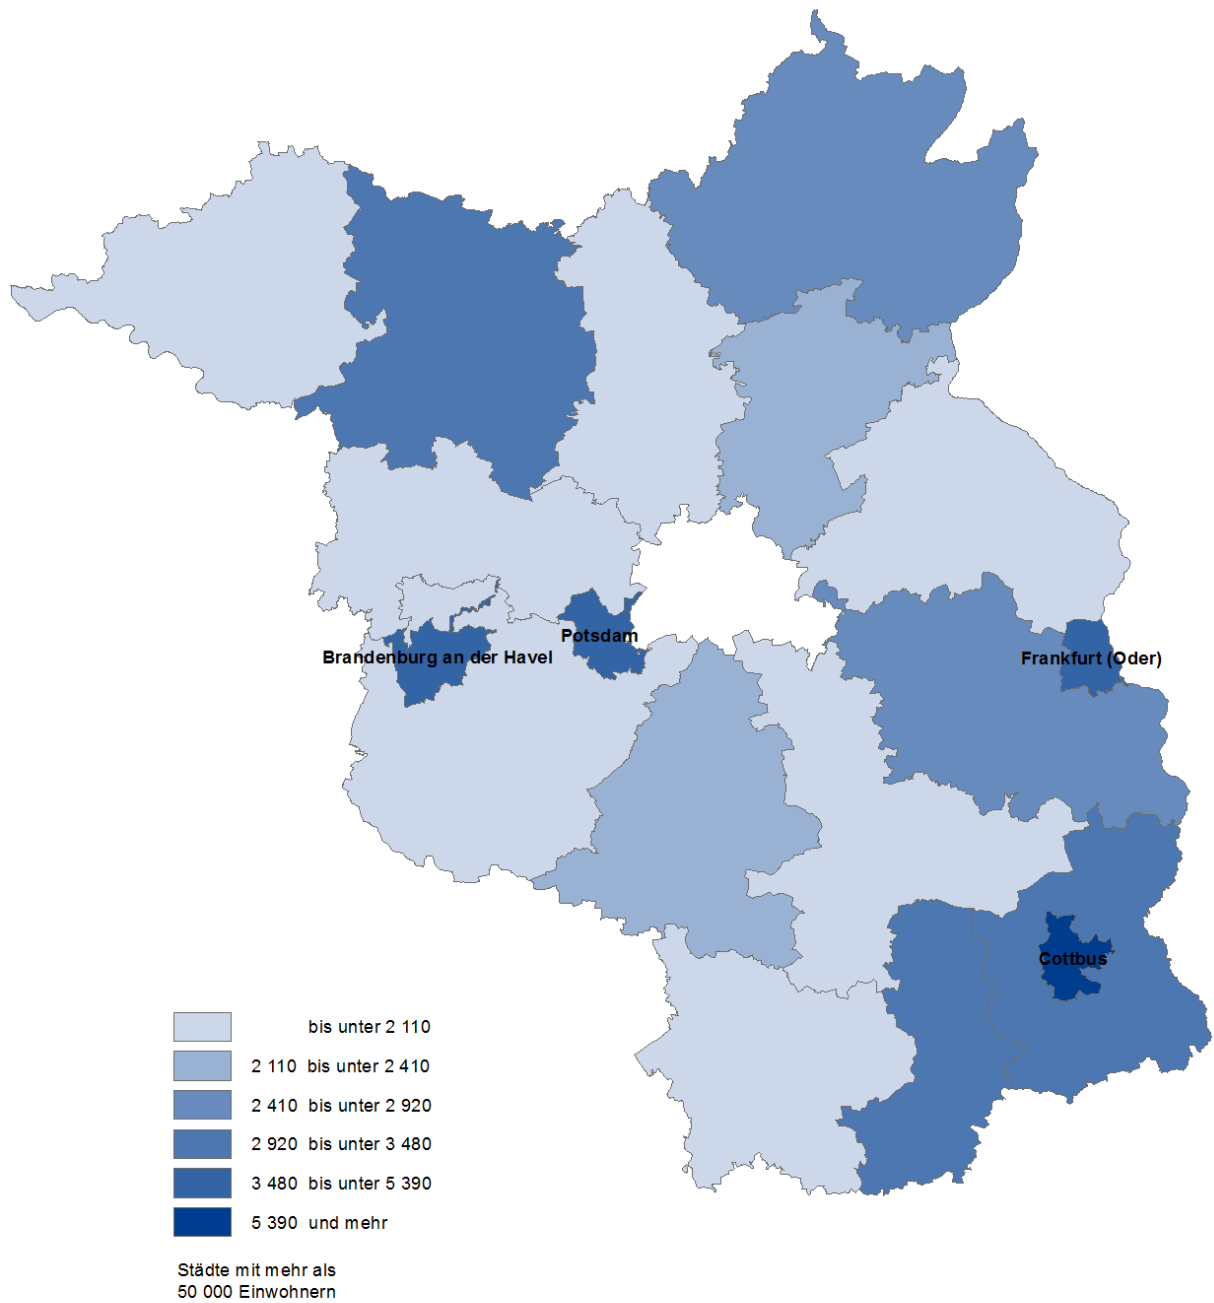 Potsdam
Brandenburg an der Havel
Frankfurt (Oder)
Cottbus
bis unter 2 110
2 110 bis unter 2 410
2 410 bis unter 2 920
2 920 bis unter 3 480
3 480 bis unter 5 390
5 390 und mehr
Städte mit mehr als
50 000 Einwohnern